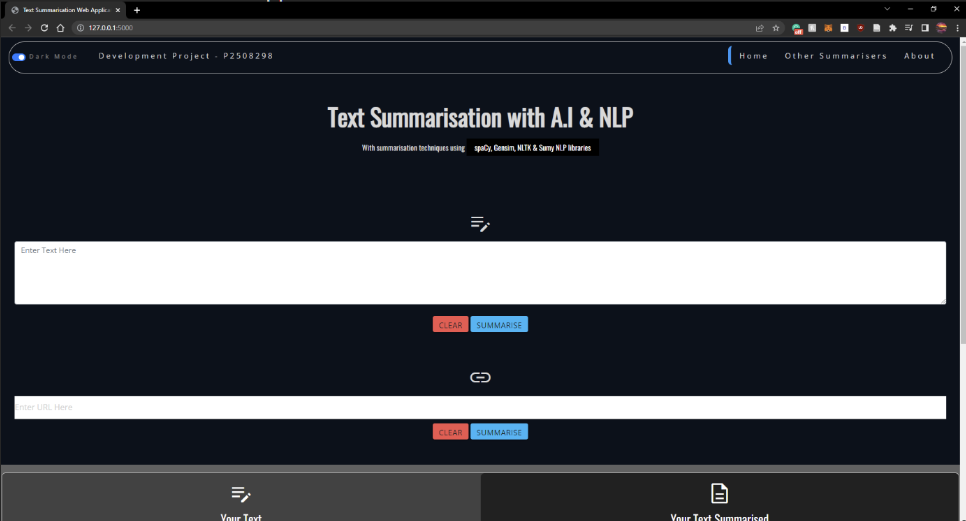 Text Summarisation Web Applic
127.0.0.1:5000
Dark Mode
Development Project - P2508298
Home
Other Summarisers
About
Text Summarisation with A.I & NLP
With summarisation techniques using spaCy, Gensim, NLTK & Sumy NLP libraries
Enter Text Here
CLEAR SUMMARISE
Enter URL Here
CLEAR SUMMARISE
Your Text
Your Text Summarised